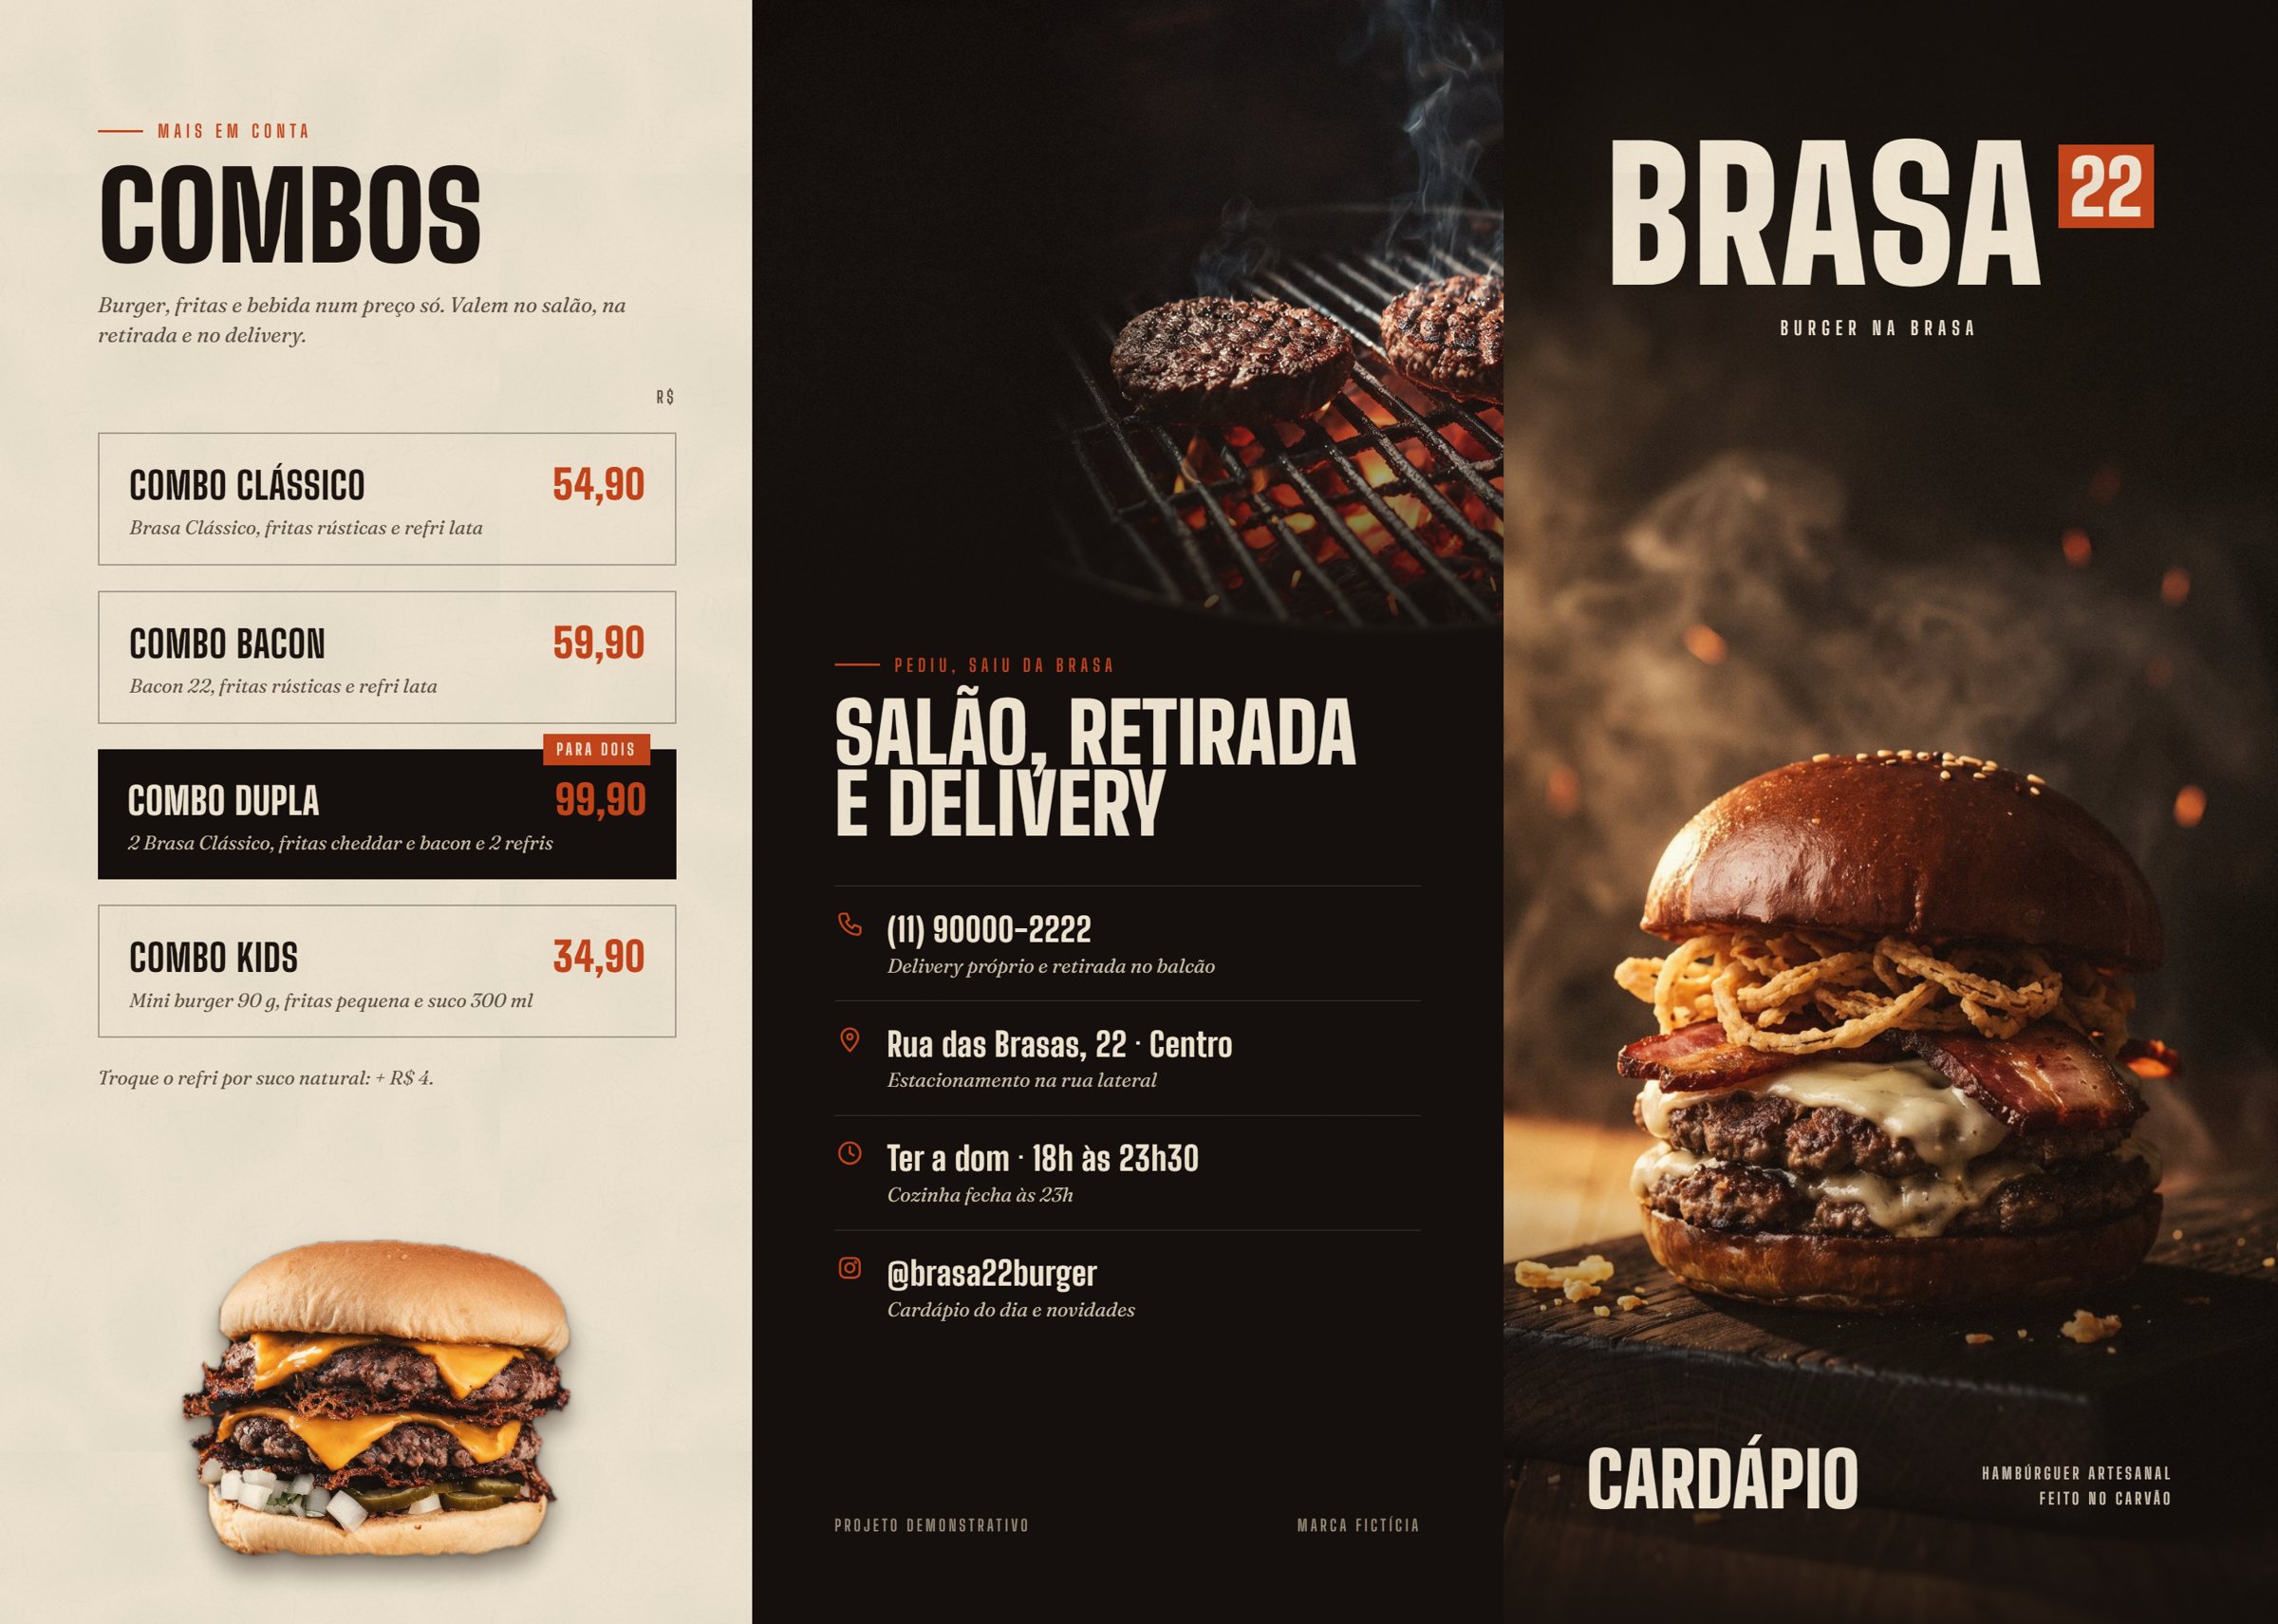 MAIS EM CONTA
COMBOS
Burger, fritas e bebida num preço só. Valem no salão, na
retirada e no delivery.
R$
COMBO CLÁSSICO 54,90
Brasa Clássico, fritas rústicas e refri lata
COMBO BACON 59,90
Bacon 22, fritas rústicas e refri lata
PARA DOIS
COMBO DUPLA 99,90
2 Brasa Clássico, fritas cheddar e bacon e 2 refris
COMBO KIDS 34,90
Mini burger 90 g, fritas pequena e suco 300 ml
Troque o refri por suco natural: + R$ 4.
PEDIU, SAIU DA BRASA
SALÃO, RETIRADA
E DELIVERY
(11) 90000-2222
Delivery próprio e retirada no balcão
Rua das Brasas, 22 · Centro
Estacionamento na rua lateral
Ter a dom · 18h às 23h30
Cozinha fecha às 23h
@brasa22burger
Cardápio do dia e novidades
PROJETO DEMONSTRATIVO
MARCA FICTÍCIA
BRASA 22
BURGER NA BRASA
CARDÁPIO
HAMBÚRGUER ARTESANAL
FEITO NO CARVÃO